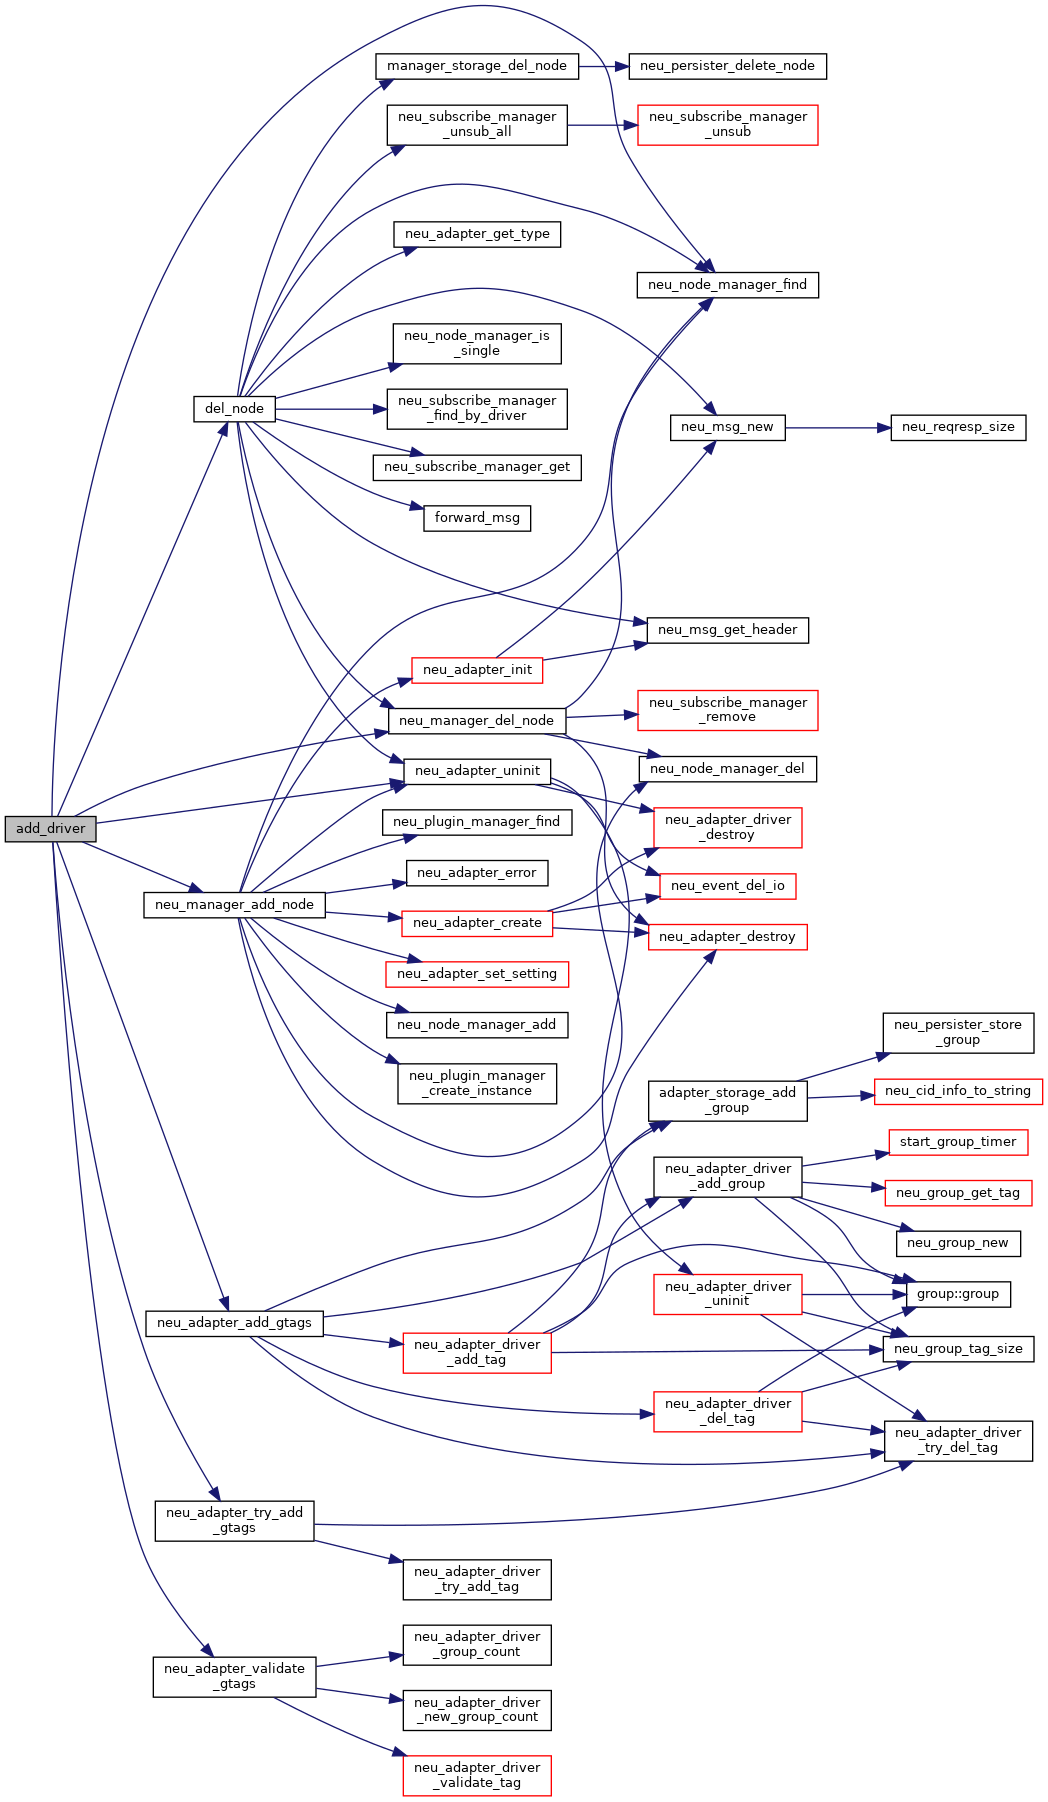 manager_storage_del_node
neu_persister_delete_node
neu_subscribe_manager
_unsub_all
neu_subscribe_manager
_unsub
neu_adapter_get_type
neu_node_manager_find
neu_node_manager_is
_single
del_node
neu_subscribe_manager
_find_by_driver
neu_msg_new
neu_reqresp_size
neu_subscribe_manager_get
forward_msg
neu_msg_get_header
neu_adapter_init
neu_manager_del_node
neu_subscribe_manager
_remove
neu_adapter_uninit
neu_node_manager_del
add_driver
neu_plugin_manager_find
neu_adapter_driver
_destroy
neu_adapter_error
neu_event_del_io
neu_manager_add_node
neu_adapter_create
neu_adapter_destroy
neu_adapter_set_setting
neu_node_manager_add
neu_persister_store
_group
neu_plugin_manager
_create_instance
adapter_storage_add
_group
neu_cid_info_to_string
start_group_timer
neu_adapter_driver
_add_group
neu_group_get_tag
neu_group_new
neu_adapter_driver
_uninit
group::group
neu_adapter_add_gtags
neu_adapter_driver
_add_tag
neu_group_tag_size
neu_adapter_driver
_del_tag
neu_adapter_driver
_try_del_tag
neu_adapter_try_add
_gtags
neu_adapter_driver
_try_add_tag
neu_adapter_driver
_group_count
neu_adapter_validate
_gtags
neu_adapter_driver
_new_group_count
neu_adapter_driver
_validate_tag